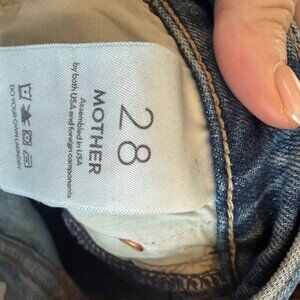 28
MOTHER
Assembled in USA
by both USA and foreign components
DO YOUR OWN LAUNDRY